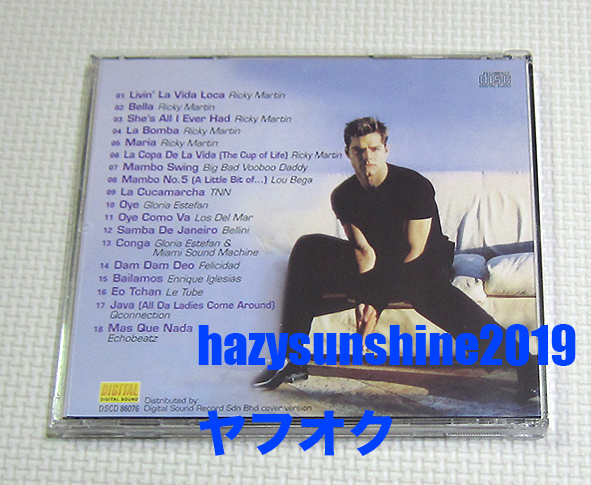 01 Livin' La Vida Loca Ricky Martin
02 Bella Ricky Martin
03 She's All I Ever Had Ricky Martin
04 La Bomba Ricky Martin
05 Maria Ricky Martin
06 La Copa De La Vida (The Cup of Life) Ricky Martin
07 Mambo Swing Big Bad Vooboo Daddy
08 Mambo No.5 (A Little Bit of...) Lou Bega
09 La Cucamarcha TNN
10 Oye Gloria Estefan
11 Oye Como Va Los Del Mar
12 Samba De Janeiro Bellini
13 Conga Gloria Estefan &
Miami Sound Machine
14 Dam Dam Deo Felicidad
15 Bailamos Enrique Iglesias
16 Eo Tchan Le Tube
17 Java (All Da Ladies Come Around)
Qconnection
18 Mas Que Nada
Echobeatz
DIGITAL AUDIO
hazysunshine2019
DIGITAL
DIGITAL SOUND
DSCD 86076
Distributed by
Digital Sound Record Sdn Bhd cover version
ヤフオク